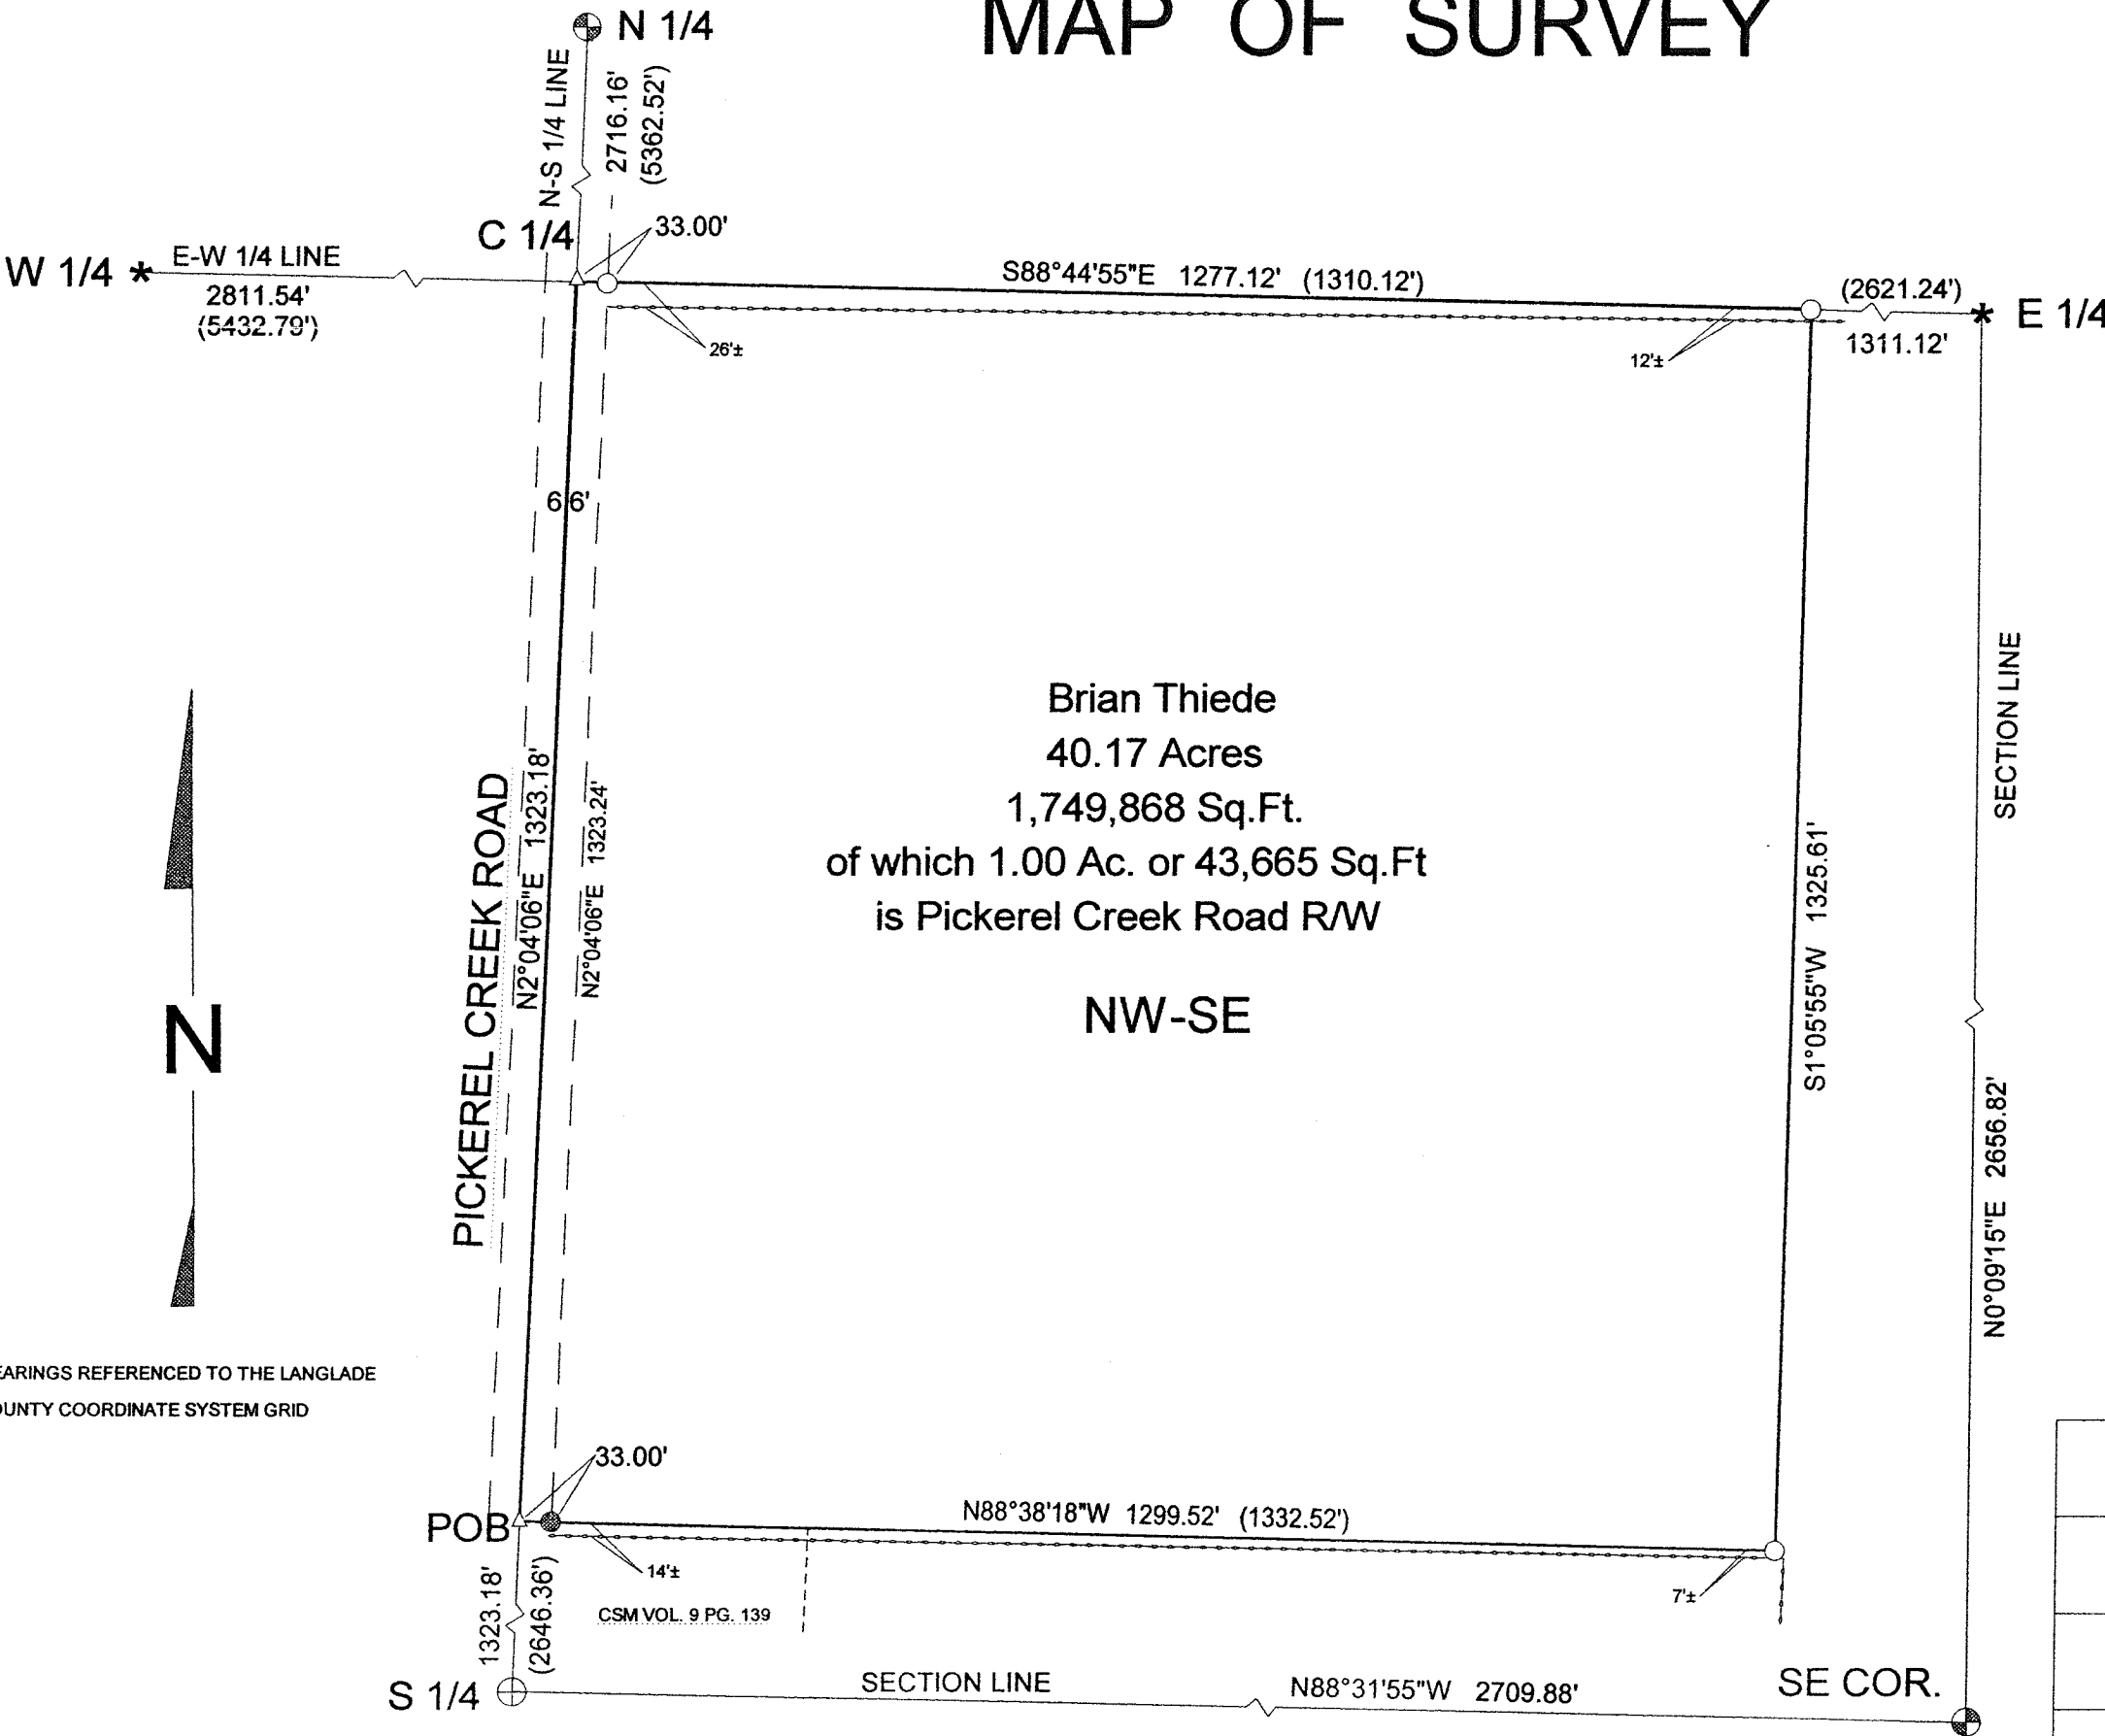 MAP OF SURVEY
N 1/4
N-S 1/4 LINE
2716.16'
(5362.52')
C 1/4
33.00'
W 1/4
E-W 1/4 LINE
2811.54'
(5432.79')
S88°44'55"E 1277.12' (1310.12')
(2621.24')
1311.12'
E 1/4
26'±
12'±
66'
Brian Thiede
40.17 Acres
1,749,868 Sq.Ft.
of which 1.00 Ac. or 43,665 Sq.Ft
is Pickerel Creek Road R/W
NW-SE
PICKEREL CREEK ROAD
N2°04'06"E 1323.18'
N2°04'06"E 1323.24'
S1°05'55"W 1325.61'
SECTION LINE
N0°09'15"E 2656.82'
N
EARINGS REFERENCED TO THE LANGLADE
OUNTY COORDINATE SYSTEM GRID
33.00'
POB
N88°38'18"W 1299.52' (1332.52')
14'±
7'±
CSM VOL. 9 PG. 139
1323.18'
(2646.36')
S 1/4
SECTION LINE
N88°31'55"W 2709.88'
SE COR.